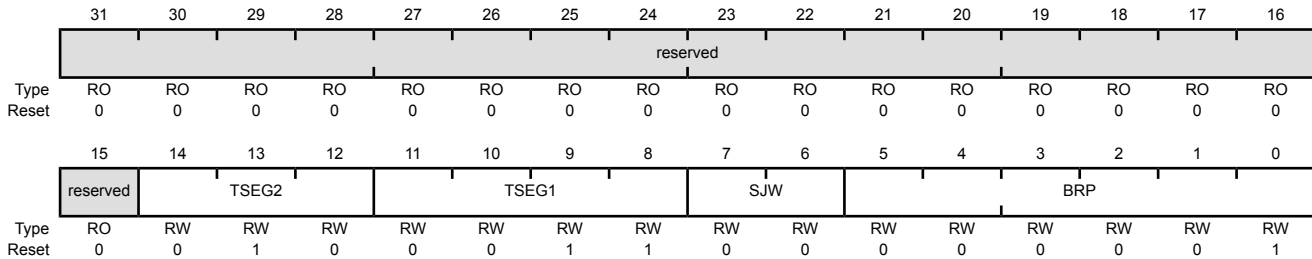 31 30 29 28 27 26 25 24 23 22 21 20 19 18 17 16
reserved
Type RO RO RO RO RO RO RO RO RO RO RO RO RO RO RO RO
Reset 0 0 0 0 0 0 0 0 0 0 0 0 0 0 0 0
15 14 13 12 11 10 9 8 7 6 5 4 3 2 1 0
reserved TSEG2 TSEG1 SJW BRP
Type RO RW RW RW RW RW RW RW RW RW RW RW RW RW RW RW
Reset 0 0 1 0 0 0 1 1 0 0 0 0 0 0 0 1